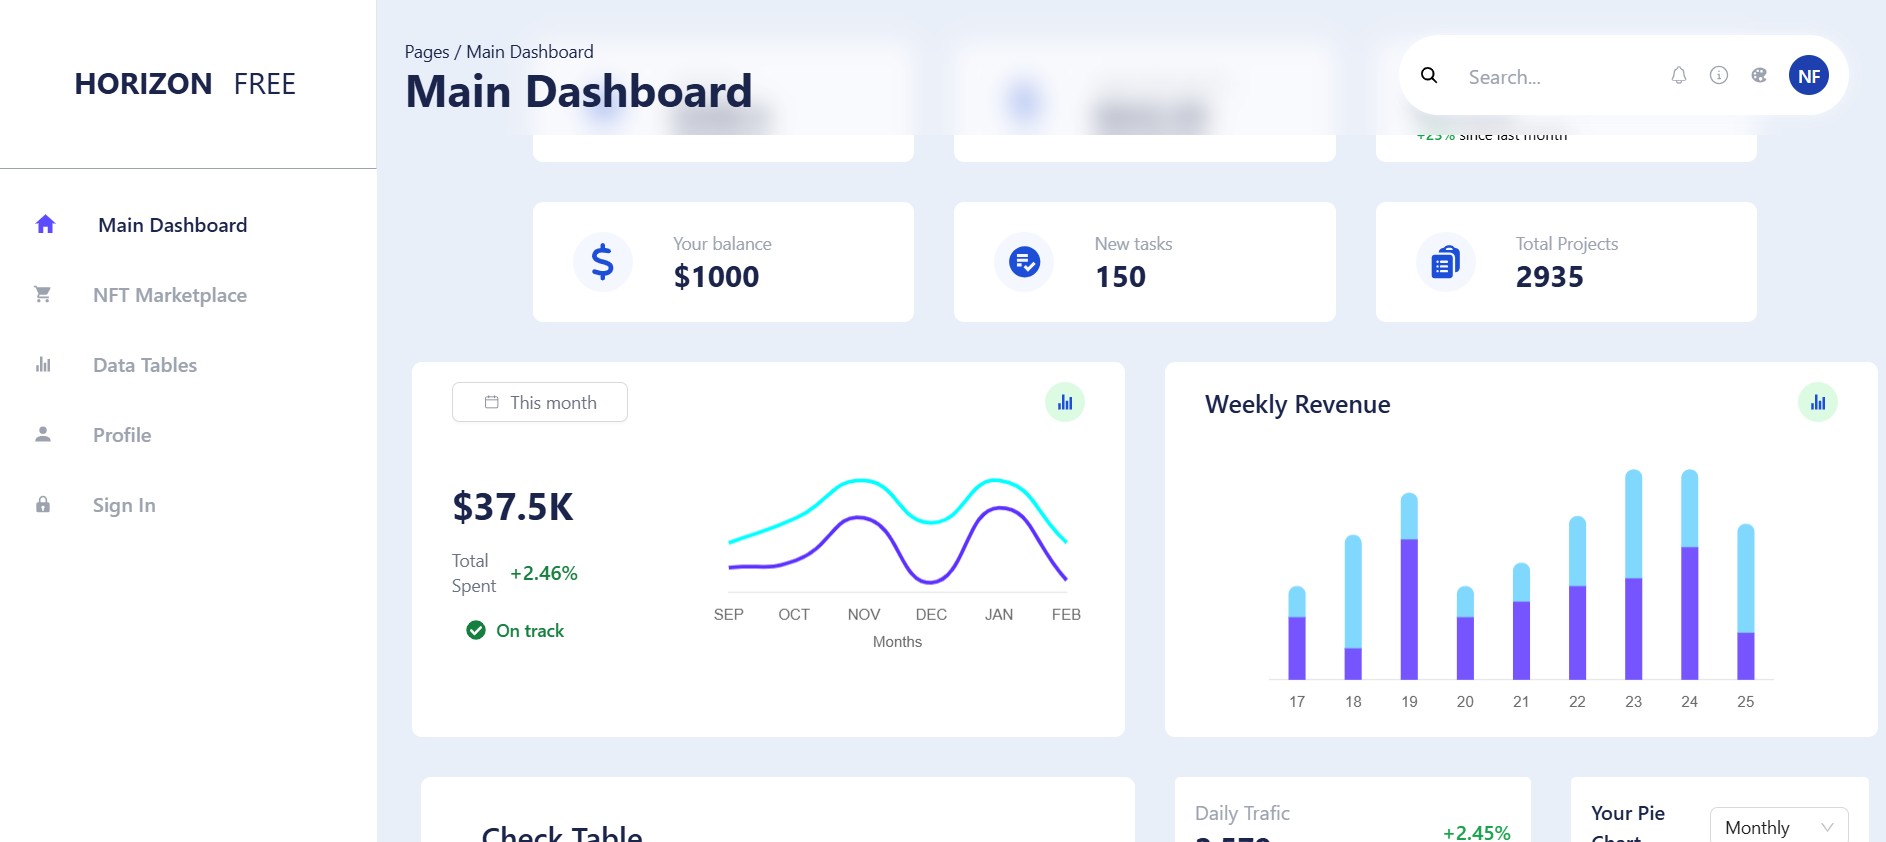 HORIZON FREE
Main Dashboard
NFT Marketplace
Data Tables
Profile
Sign In
Pages / Main Dashboard
Main Dashboard
Search...
NF
+23% since last month
Your balance
$1000
New tasks
150
Total Projects
2935
This month
$37.5K
Total
Spent
+2.46%
On track
SEP OCT NOV DEC JAN FEB
Months
Weekly Revenue
17 18 19 20 21 22 23 24 25
Check Table
Daily Trafic
+2.45%
Your Pie
Chart
Monthly